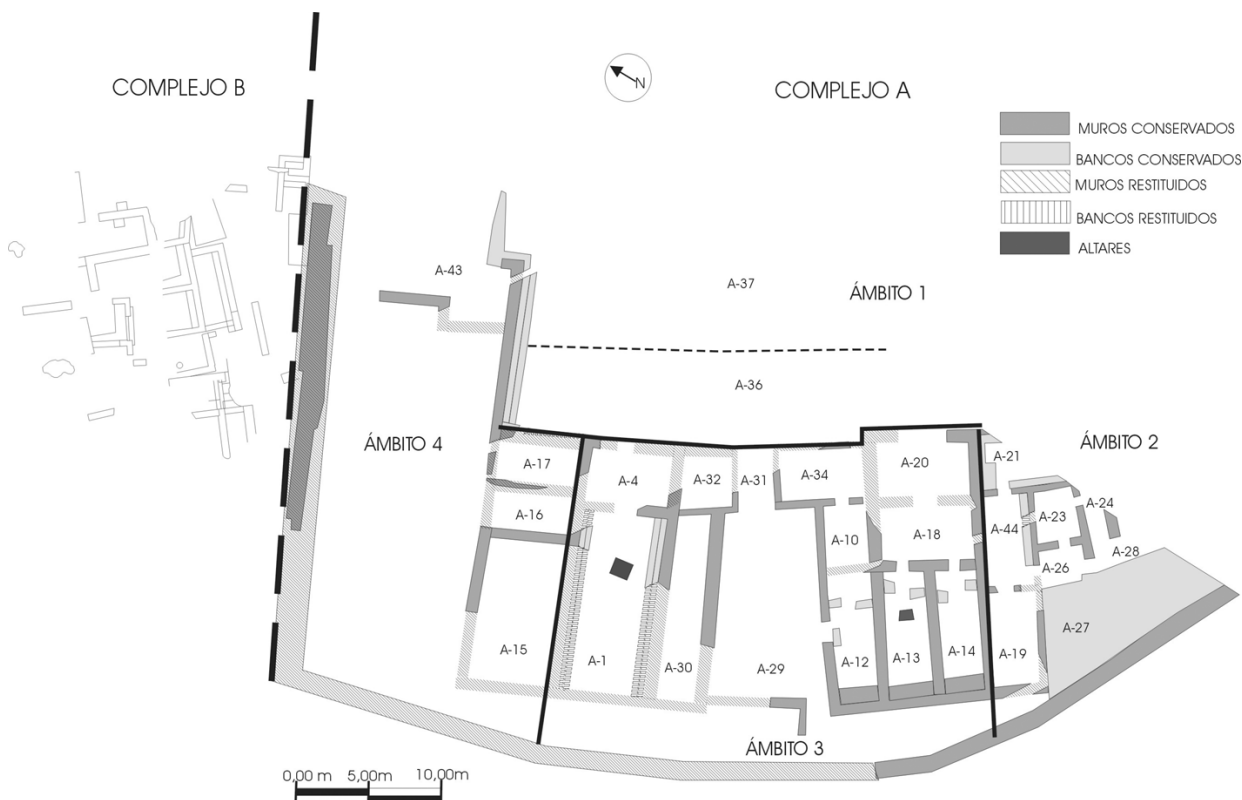 COMPLEJO B
COMPLEJO A
N
MUROS CONSERVADOS
BANCOS CONSERVADOS
MUROS RESTITUIDOS
BANCOS RESTITUIDOS
ALTARES
A-43
A-37
ÁMBITO 1
A-36
ÁMBITO 4
ÁMBITO 2
A-17
A-4
A-32
A-31
A-34
A-20
A-21
A-16
A-10
A-18
A-44
A-23
A-24
A-28
A-26
A-27
A-15
A-1
A-30
A-29
A-12
A-13
A-14
A-19
ÁMBITO 3
0,00 m 5,00m 10,00m